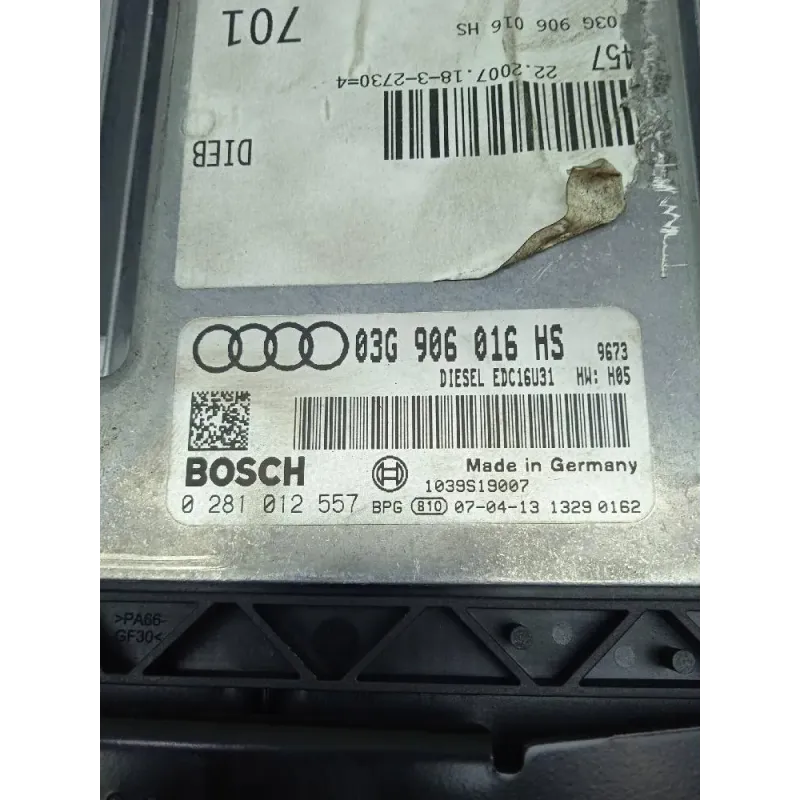 701
03G 906 016 HS
457
22.2007.18-3-2730=4
DIEB
03G 906 016 HS 9673
DIESEL EDC16U31 HW: H05
BOSCH
Made in Germany
1039S19007
0 281 012 557 BPG 810 07-04-13 1329 0162
>PA66-
GF30<